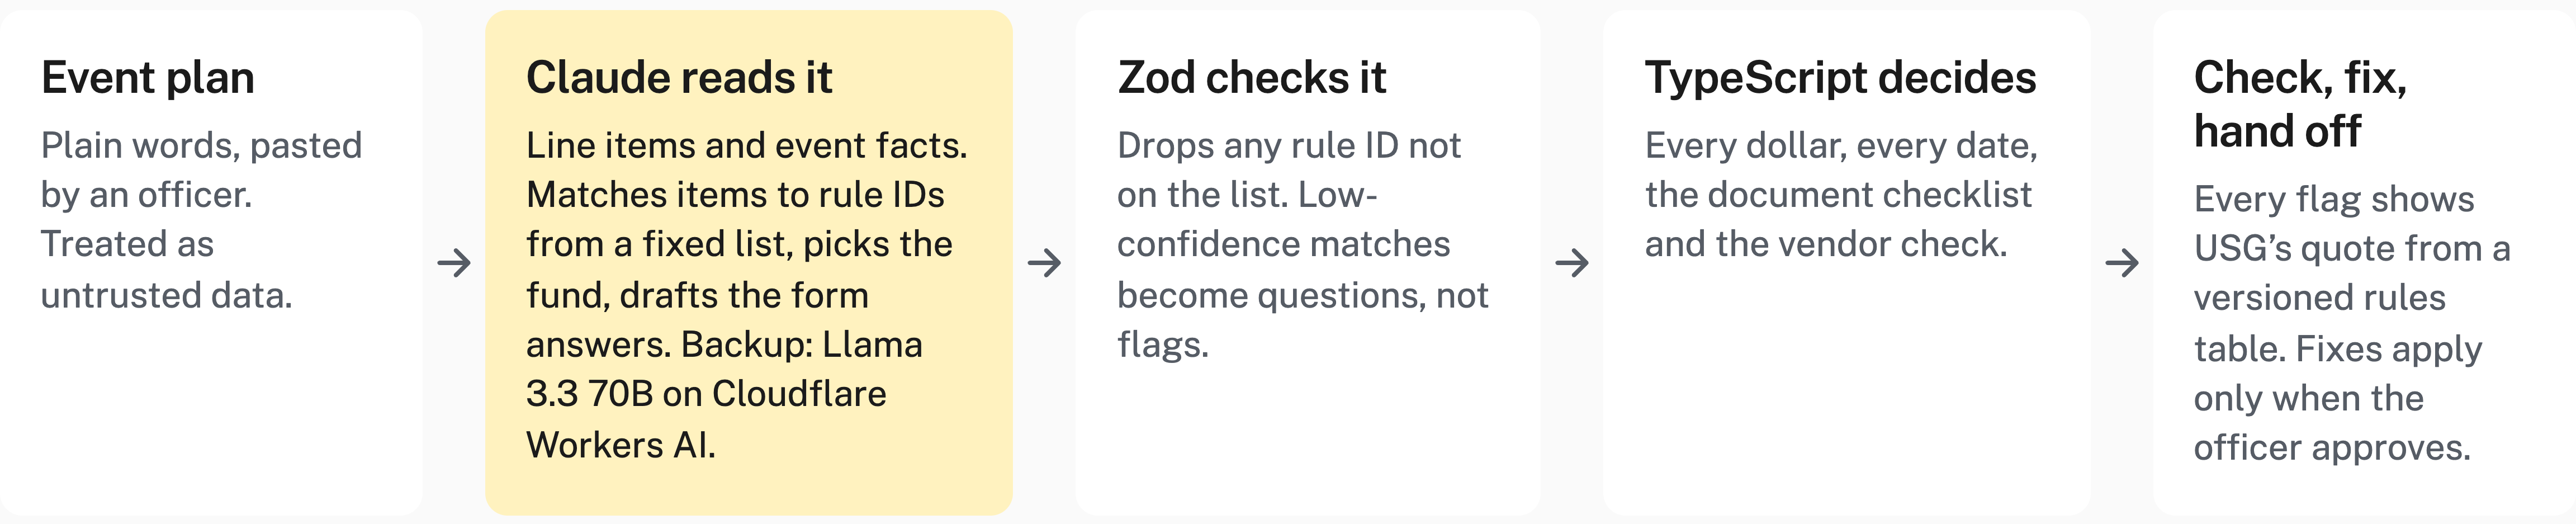 Event plan
Plain words, pasted
by an officer.
Treated as
untrusted data.
Claude reads it
Line items and event facts.
Matches items to rule IDs
from a fixed list, picks the
fund, drafts the form
answers. Backup: Llama
3.3 70B on Cloudflare
Workers AI.
Zod checks it
Drops any rule ID not
on the list. Low-
confidence matches
become questions, not
flags.
TypeScript decides
Every dollar, every date,
the document checklist
and the vendor check.
Check, fix,
hand off
Every flag shows
USG’s quote from a
versioned rules
table. Fixes apply
only when the
officer approves.